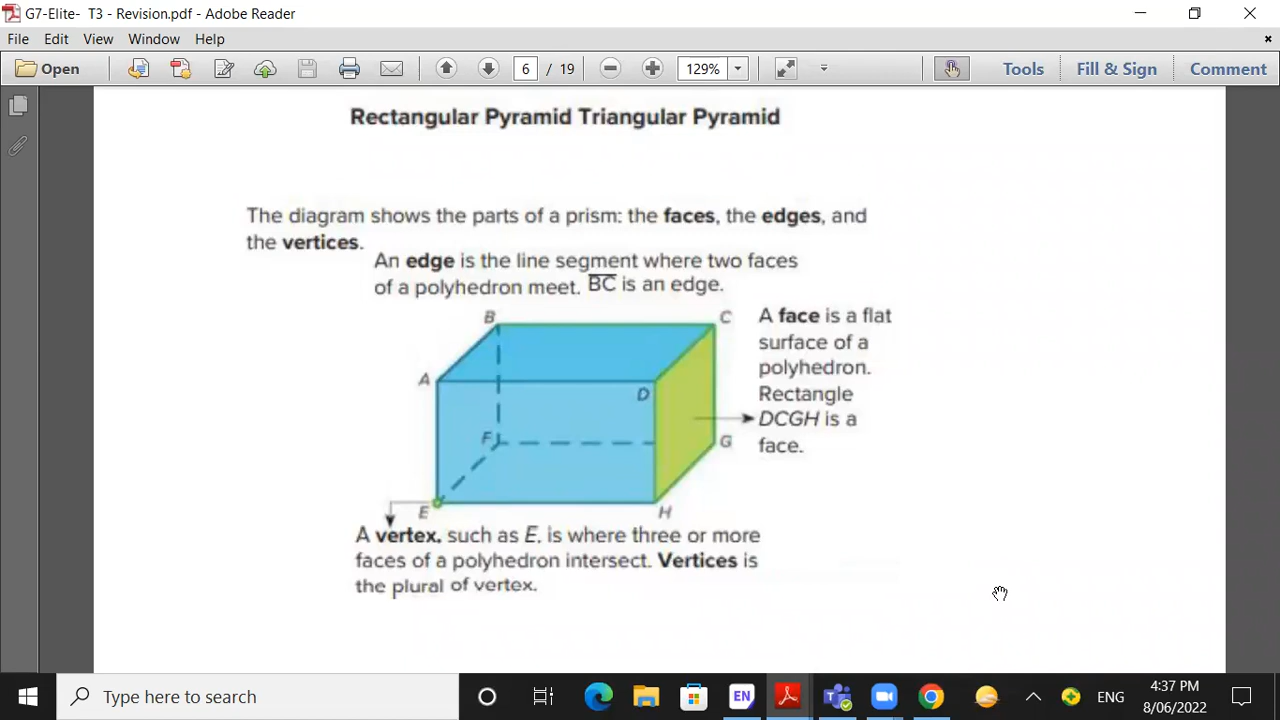 G7-Elite-  T3 - Revision.pdf - Adobe Reader
File Edit View Window Help
Open 6 / 19 129% Tools Fill & Sign Comment
Rectangular Pyramid Triangular Pyramid
The diagram shows the parts of a prism: the faces, the edges, and
the vertices.
An edge is the line segment where two faces
of a polyhedron meet. BC is an edge.
B
C
A face is a flat
surface of a
polyhedron.
Rectangle
DCGH is a
face.
A
D
F
G
E
H
A vertex, such as E, is where three or more
faces of a polyhedron intersect. Vertices is
the plural of vertex.
Type here to search
EN
ENG
4:37 PM
8/06/2022